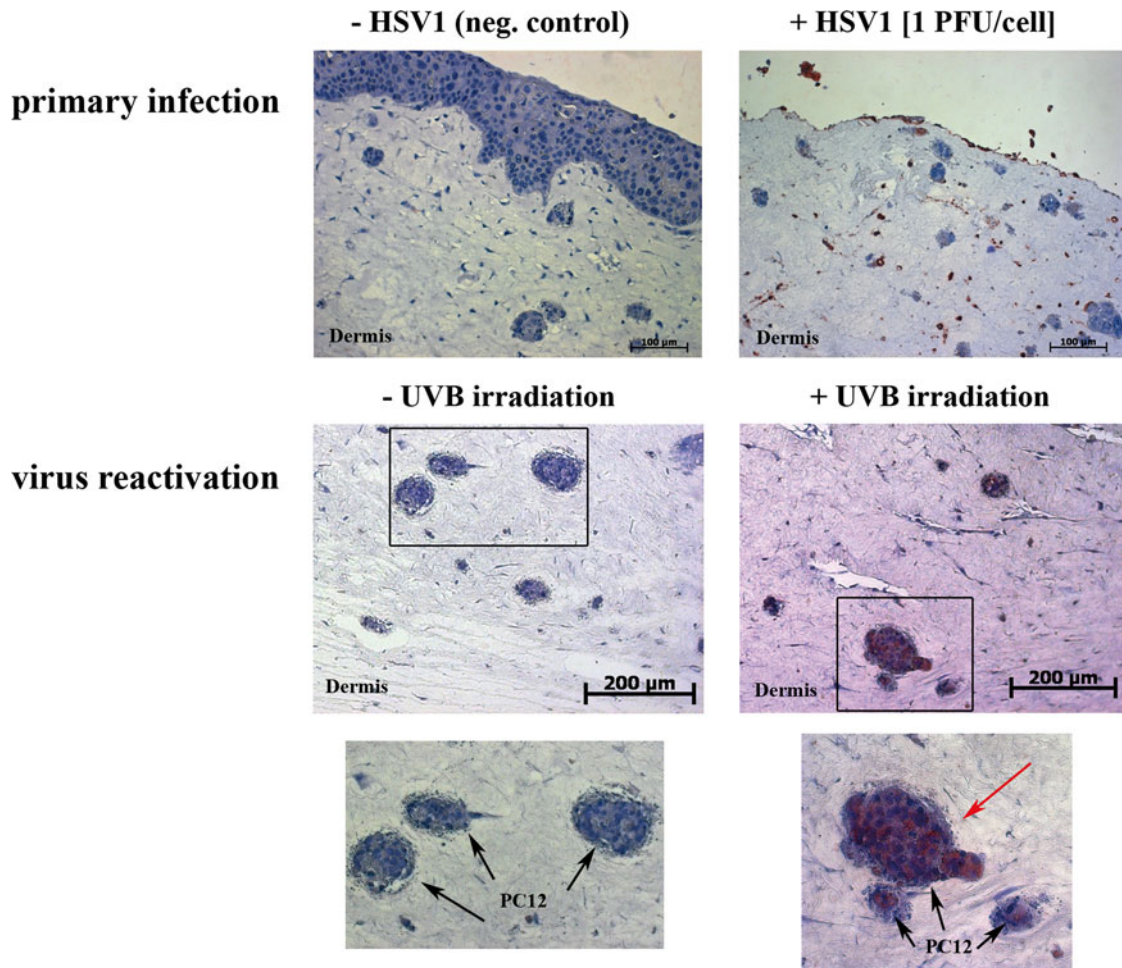 - HSV1 (neg. control)
+ HSV1 [1 PFU/cell]
primary infection
Dermis
100 µm
100 µm
- UVB irradiation
+ UVB irradiation
virus reactivation
Dermis
200 µm
Dermis
200 µm
PC12
PC12